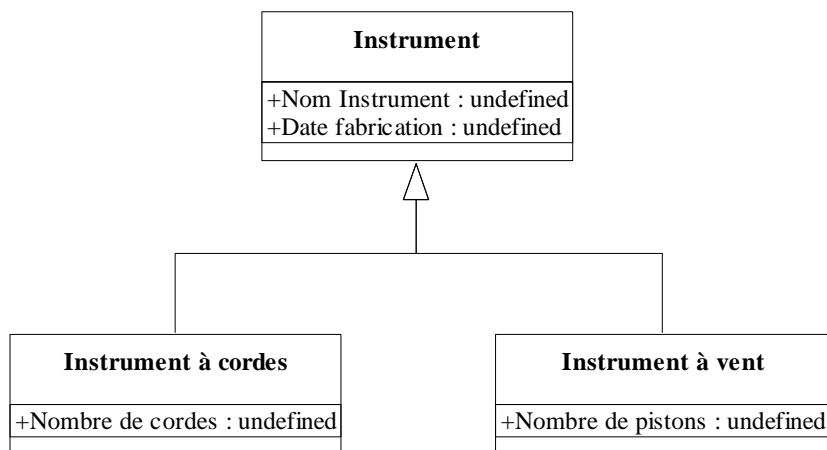 Instrument
+Nom Instrument : undefined
+Date fabrication : undefined
Instrument à cordes
+Nombre de cordes : undefined
Instrument à vent
+Nombre de pistons : undefined